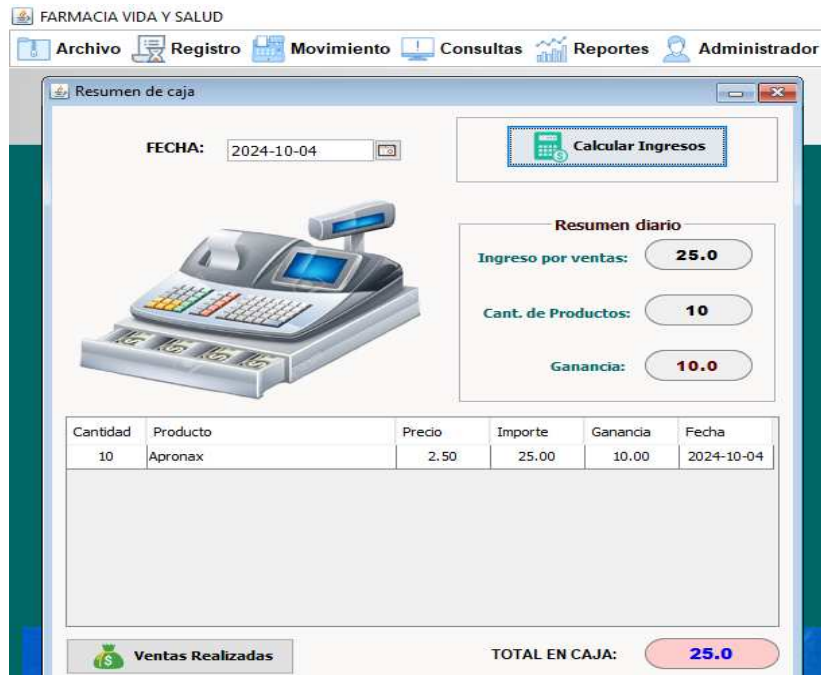 FARMACIA VIDA Y SALUD
Archivo Registro Movimiento Consultas Reportes Administrador
Resumen de caja
FECHA: 2024-10-04
Calcular Ingresos
Resumen diario
Ingreso por ventas: 25.0
Cant. de Productos: 10
Ganancia: 10.0
Cantidad Producto Precio Importe Ganancia Fecha
10 Apronax 2.50 25.00 10.00 2024-10-04
Ventas Realizadas TOTAL EN CAJA: 25.0